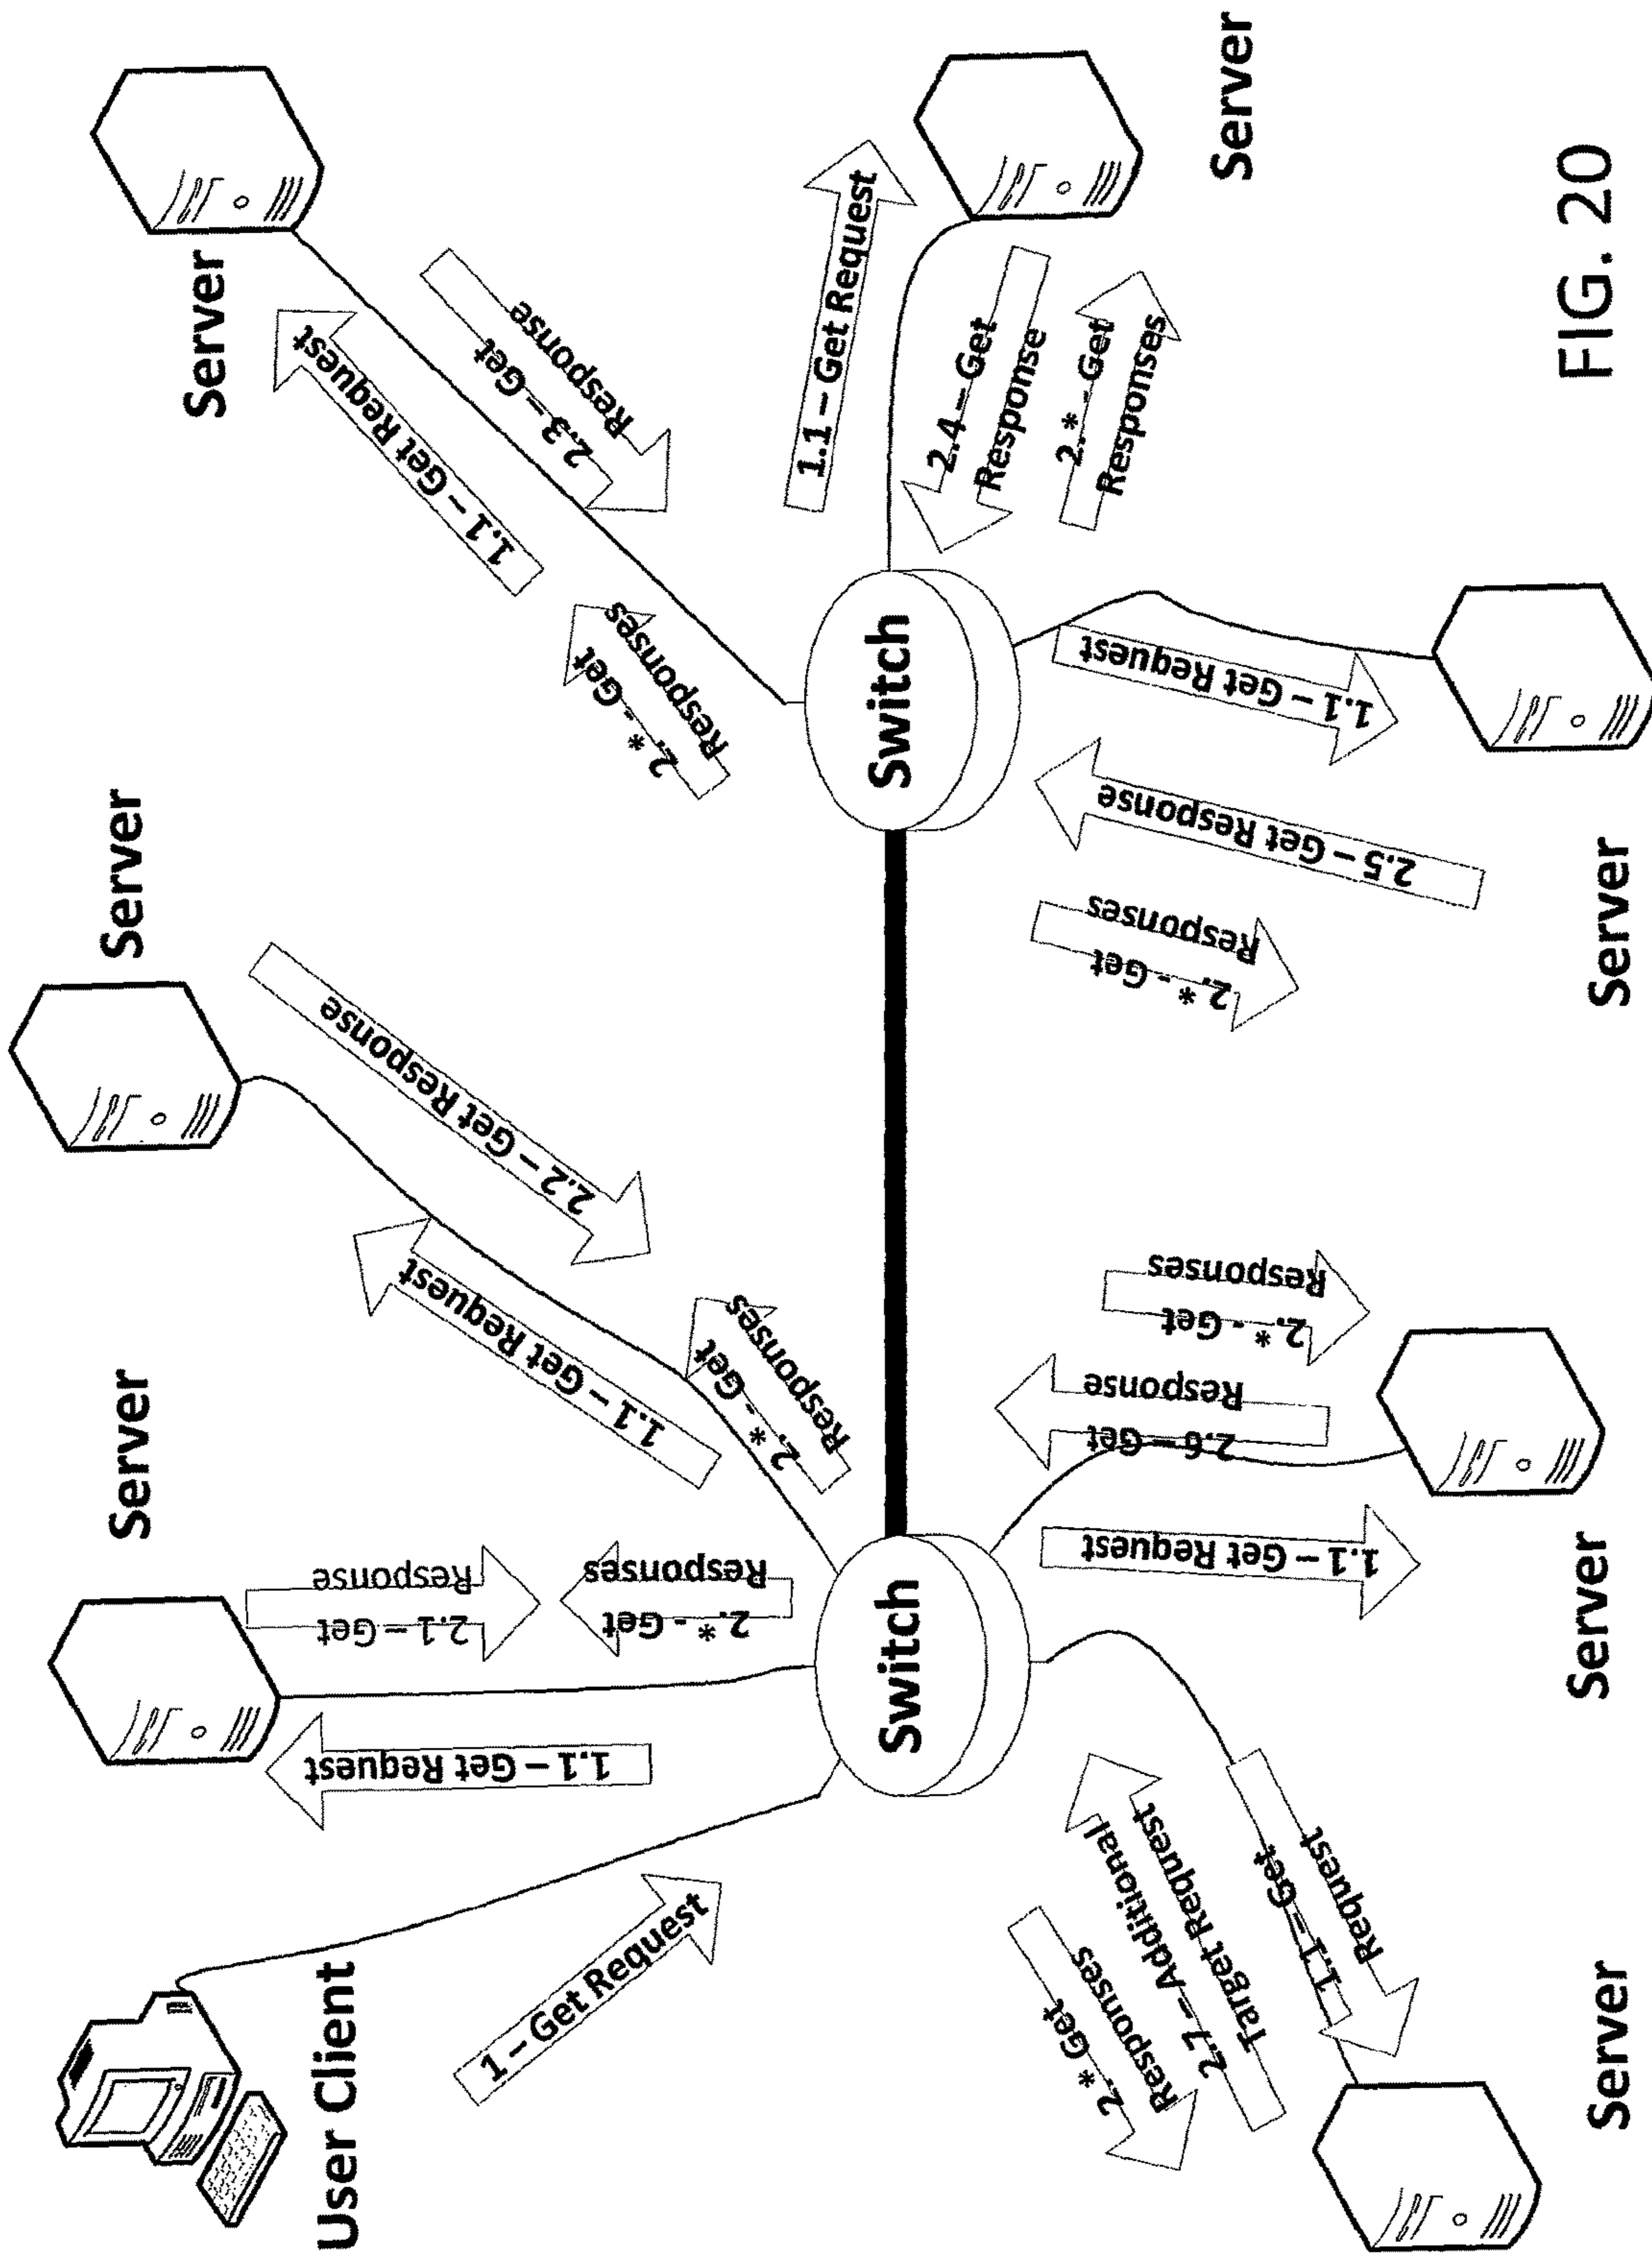 User Client
1 – Get Request
Server
1.1 – Get Request
2.1 – Get
Response
2.* - Get
Responses
Server
1.1 – Get Request
2.2 – Get Response
2.* - Get
Responses
Server
1.1 – Get Request
2.3 – Get
Response
2.* - Get
Responses
Switch
Switch
1.1 – Get Request
2.4 – Get
Response
2.* - Get
Responses
Server
2.* Get
Responses
2.7 – Additional
Target Request
1.1 – Get
Request
Server
1.1 – Get Request
2.6 – Get
Response
2.* - Get
Responses
Server
2.* - Get
Responses
2.5 – Get Response
1.1 – Get Request
Server
FIG. 20